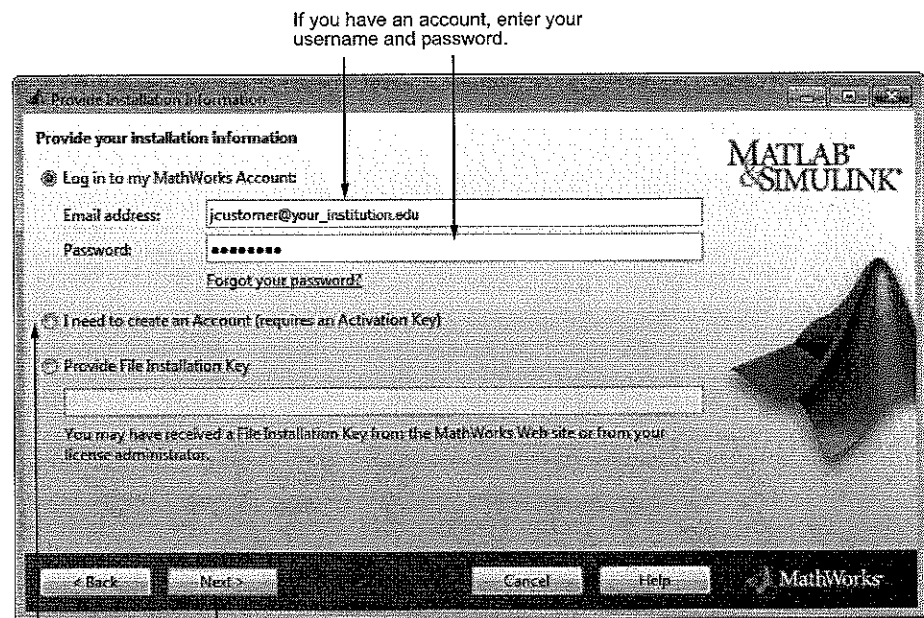 If you have an account, enter your
username and password.
Provide Installation Information
Provide your installation information
Log in to my MathWorks Account:
Email address:
jcustomer@your_institution.edu
Password:
••••••••
Forgot your password?
I need to create an Account (requires an Activation Key)
Provide File Installation Key
You may have received a File Installation Key from the MathWorks Web site or from your
license administrator.
MATLAB®
&SIMULINK®
< Back
Next >
Cancel
Help
MathWorks®